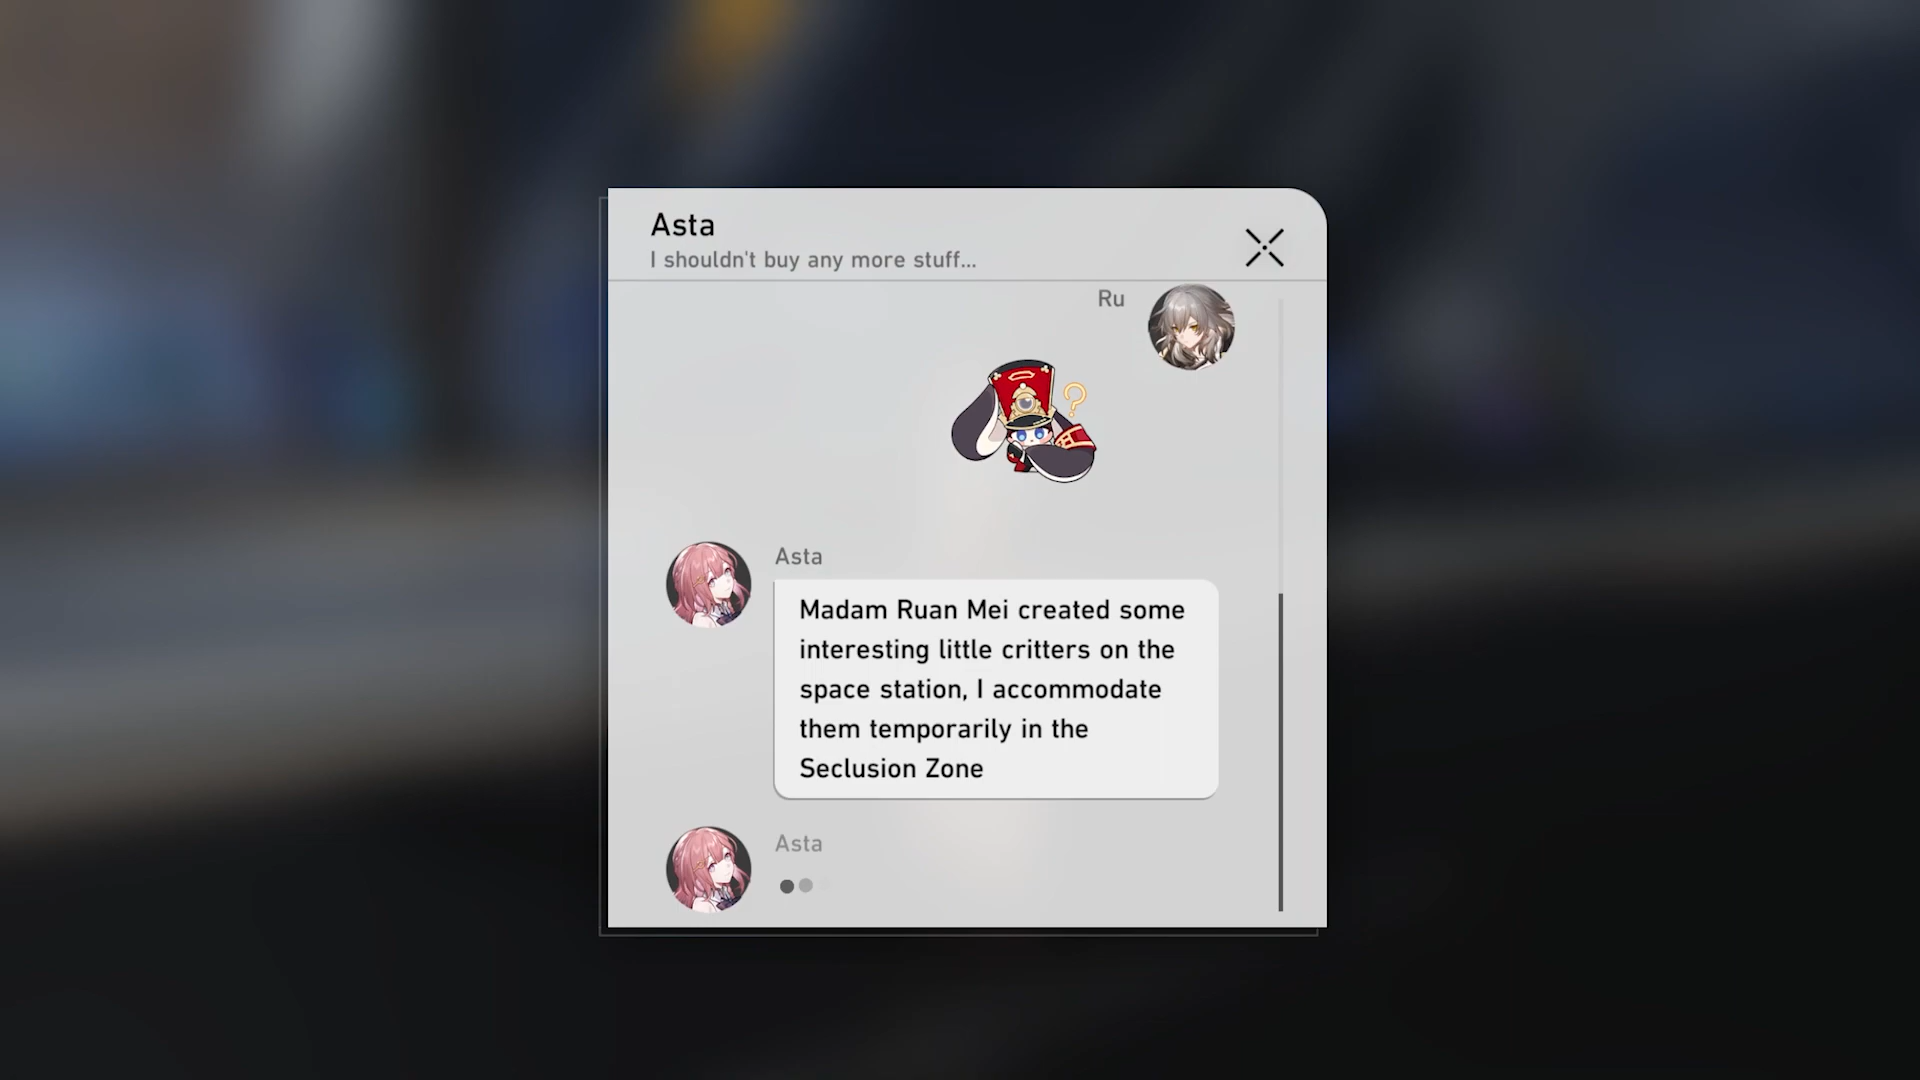 Asta
I shouldn't buy any more stuff...
Ru
?
Asta
Madam Ruan Mei created some
interesting little critters on the
space station, I accommodate
them temporarily in the
Seclusion Zone
Asta